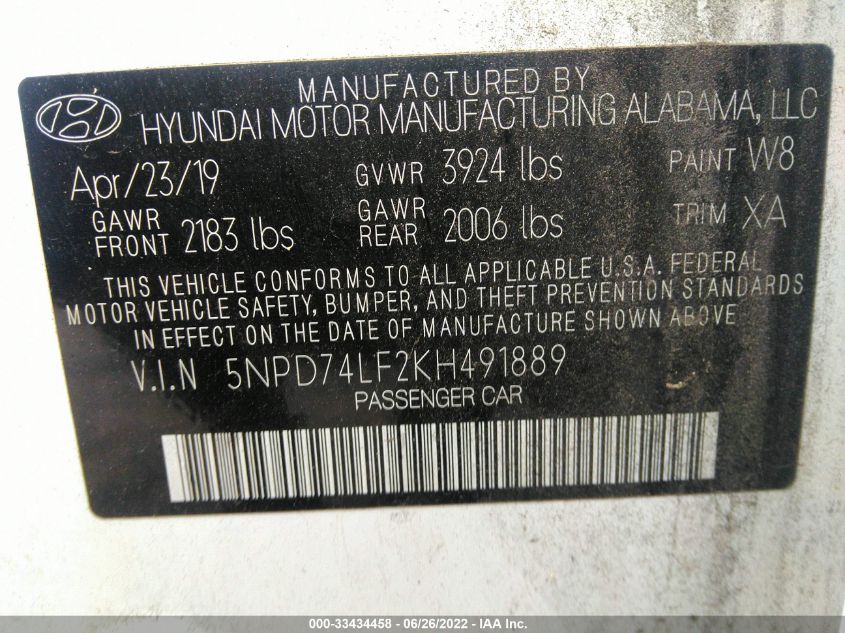 MANUFACTURED BY
HYUNDAI MOTOR MANUFACTURING ALABAMA, LLC
Apr/23/19 GVWR 3924 lbs PAINT W8
GAWR FRONT 2183 lbs GAWR REAR 2006 lbs TRIM XA
THIS VEHICLE CONFORMS TO ALL APPLICABLE U.S.A. FEDERAL
MOTOR VEHICLE SAFETY, BUMPER, AND THEFT PREVENTION STANDARDS
IN EFFECT ON THE DATE OF MANUFACTURE SHOWN ABOVE
V.I.N 5NPD74LF2KH491889
PASSENGER CAR
000-33434458 - 06/26/2022 - IAA Inc.